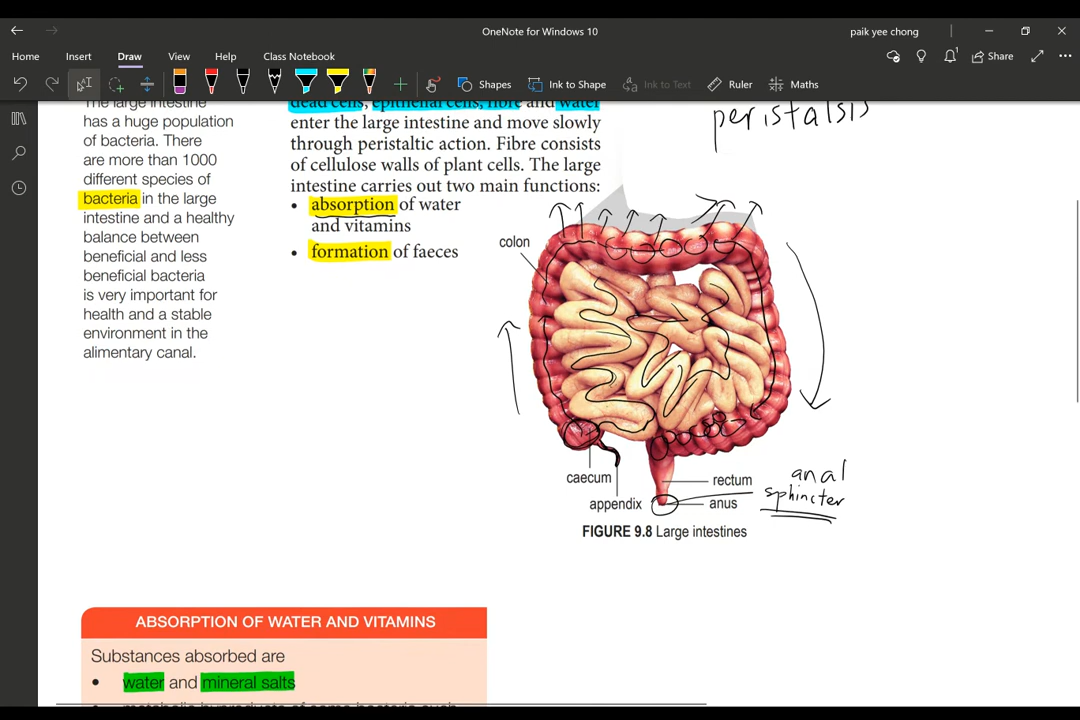 OneNote for Windows 10
paik yee chong
Home
Insert
Draw
View
Help
Class Notebook
Share
Shapes
Ink to Shape
Ink to Text
Ruler
Maths
The large intestine
has a huge population
of bacteria. There
are more than 1000
different species of
bacteria in the large
intestine and a healthy
balance between
beneficial and less
beneficial bacteria
is very important for
health and a stable
environment in the
alimentary canal.
dead cells, epithelial cells, fibre and water
enter the large intestine and move slowly
through peristaltic action. Fibre consists
of cellulose walls of plant cells. The large
intestine carries out two main functions:
• absorption of water
and vitamins
• formation of faeces
peristalsis
colon
caecum
appendix
rectum
anus
anal
sphincter
FIGURE 9.8 Large intestines
ABSORPTION OF WATER AND VITAMINS
Substances absorbed are
• water and mineral salts